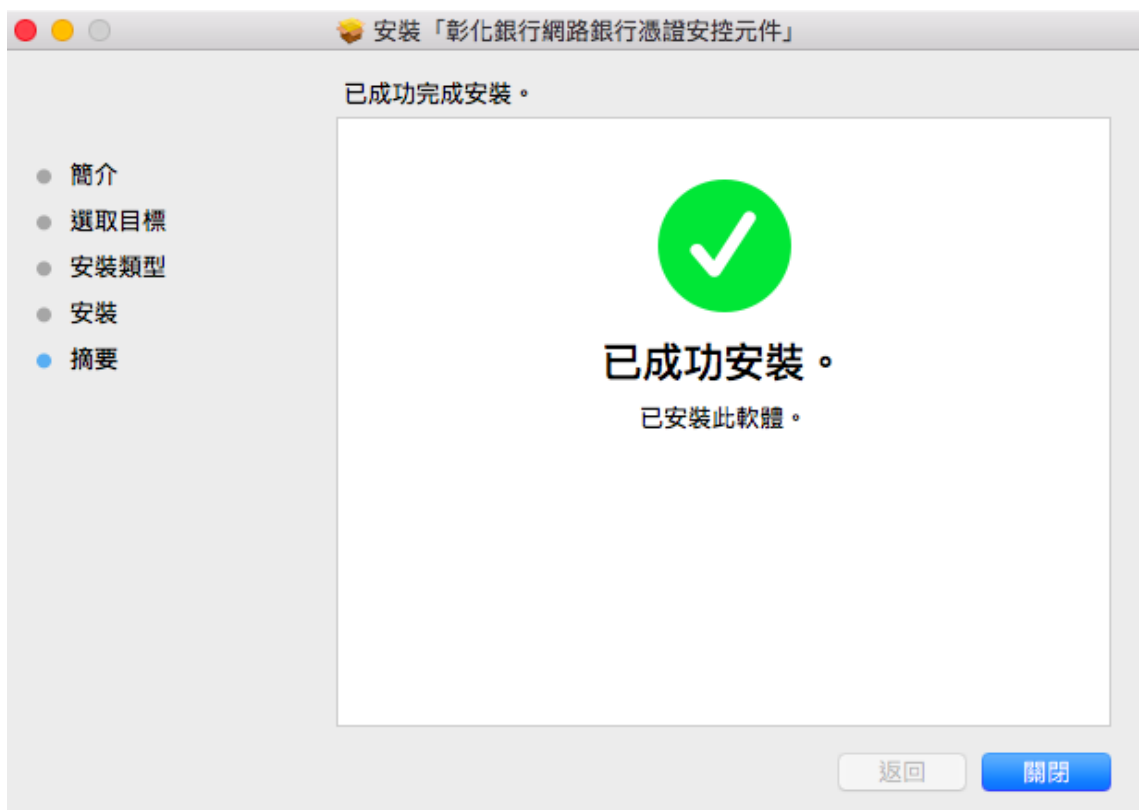 安裝「彰化銀行網路銀行憑證安控元件」
已成功完成安裝。
簡介
選取目標
安裝類型
安裝
摘要
已成功安裝。
已安裝此軟體。
返回
關閉